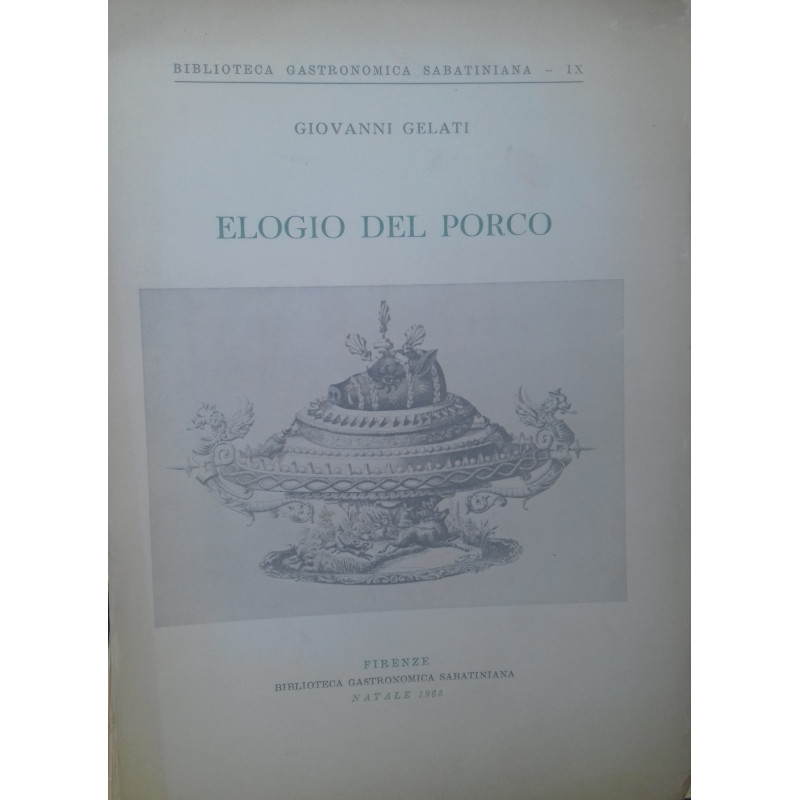 BIBLIOTECA GASTRONOMICA SABATINIANA - IX
GIOVANNI GELATI
ELOGIO DEL PORCO
FIRENZE
BIBLIOTECA GASTRONOMICA SABATINIANA
NATALE